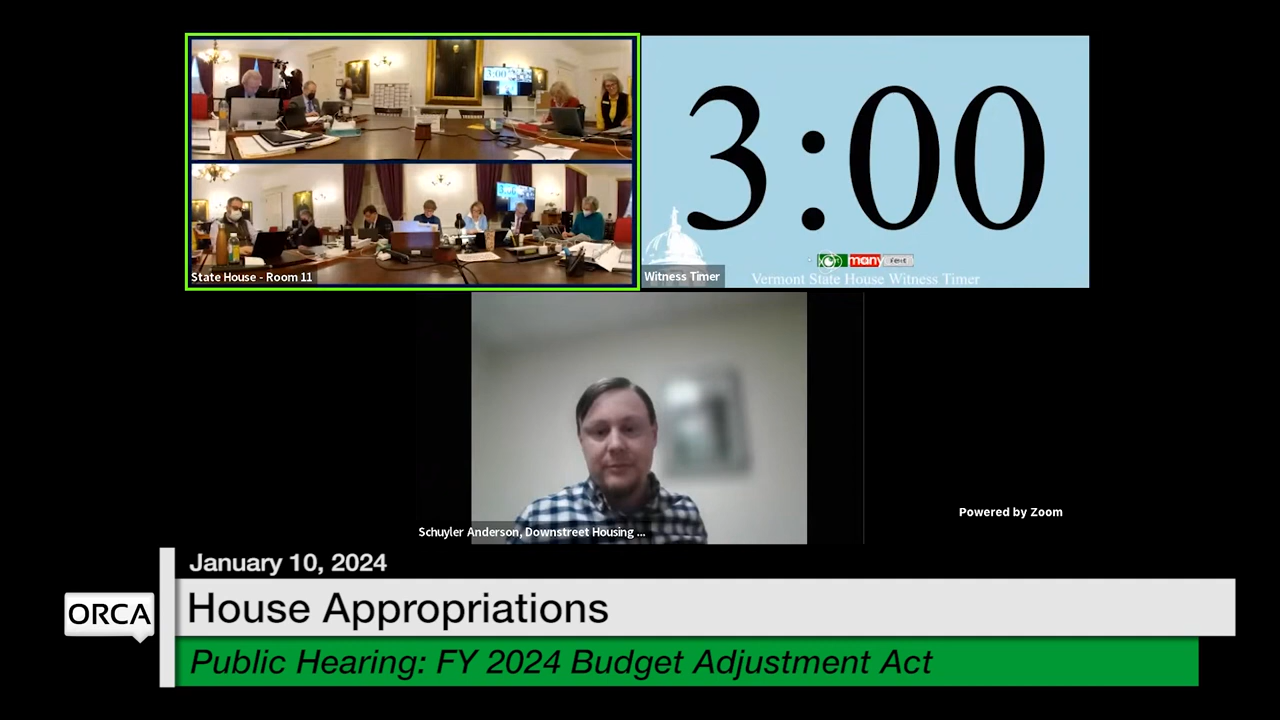 3:00
State House - Room 11
Witness Timer
many
Vermont State House Witness Timer
Schuyler Anderson, Downstreet Housing ...
Powered by Zoom
January 10, 2024
ORCA
House Appropriations
Public Hearing: FY 2024 Budget Adjustment Act